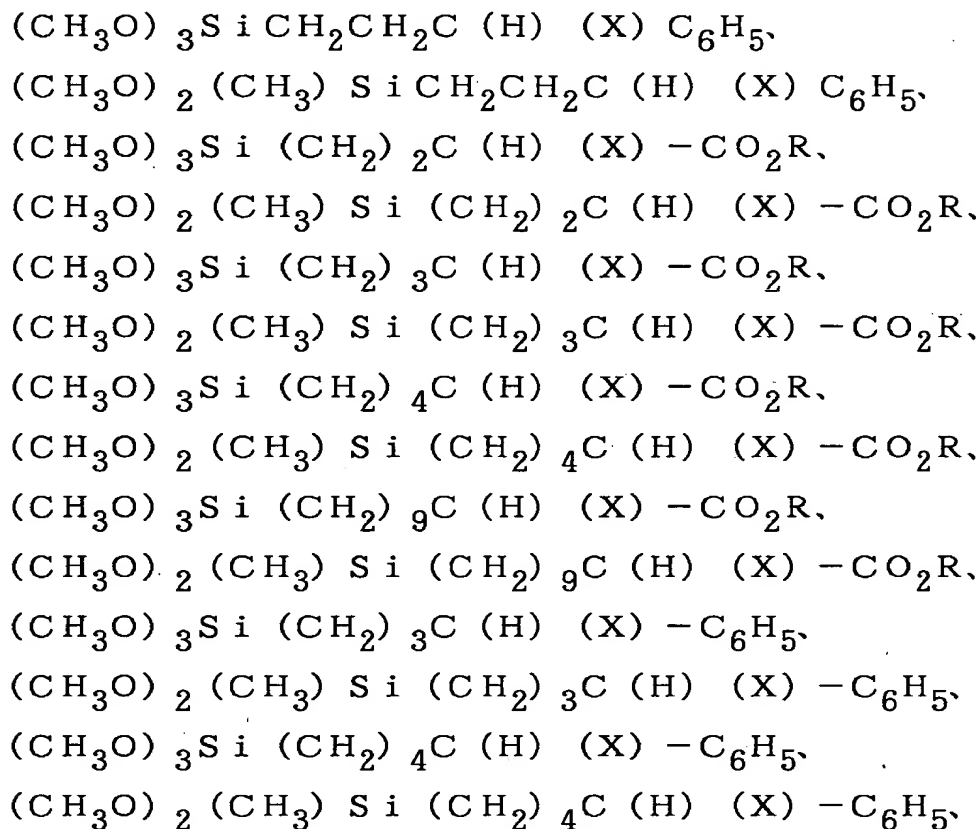 (CH₃O)₃SiCH₂CH₂C(H)(X)C₆H₅、
(CH₃O)₂(CH₃)SiCH₂CH₂C(H)(X)C₆H₅、
(CH₃O)₃Si(CH₂)₂C(H)(X)−CO₂R、
(CH₃O)₂(CH₃)Si(CH₂)₂C(H)(X)−CO₂R、
(CH₃O)₃Si(CH₂)₃C(H)(X)−CO₂R、
(CH₃O)₂(CH₃)Si(CH₂)₃C(H)(X)−CO₂R、
(CH₃O)₃Si(CH₂)₄C(H)(X)−CO₂R、
(CH₃O)₂(CH₃)Si(CH₂)₄C(H)(X)−CO₂R、
(CH₃O)₃Si(CH₂)₉C(H)(X)−CO₂R、
(CH₃O)₂(CH₃)Si(CH₂)₉C(H)(X)−CO₂R、
(CH₃O)₃Si(CH₂)₃C(H)(X)−C₆H₅、
(CH₃O)₂(CH₃)Si(CH₂)₃C(H)(X)−C₆H₅、
(CH₃O)₃Si(CH₂)₄C(H)(X)−C₆H₅、
(CH₃O)₂(CH₃)Si(CH₂)₄C(H)(X)−C₆H₅、